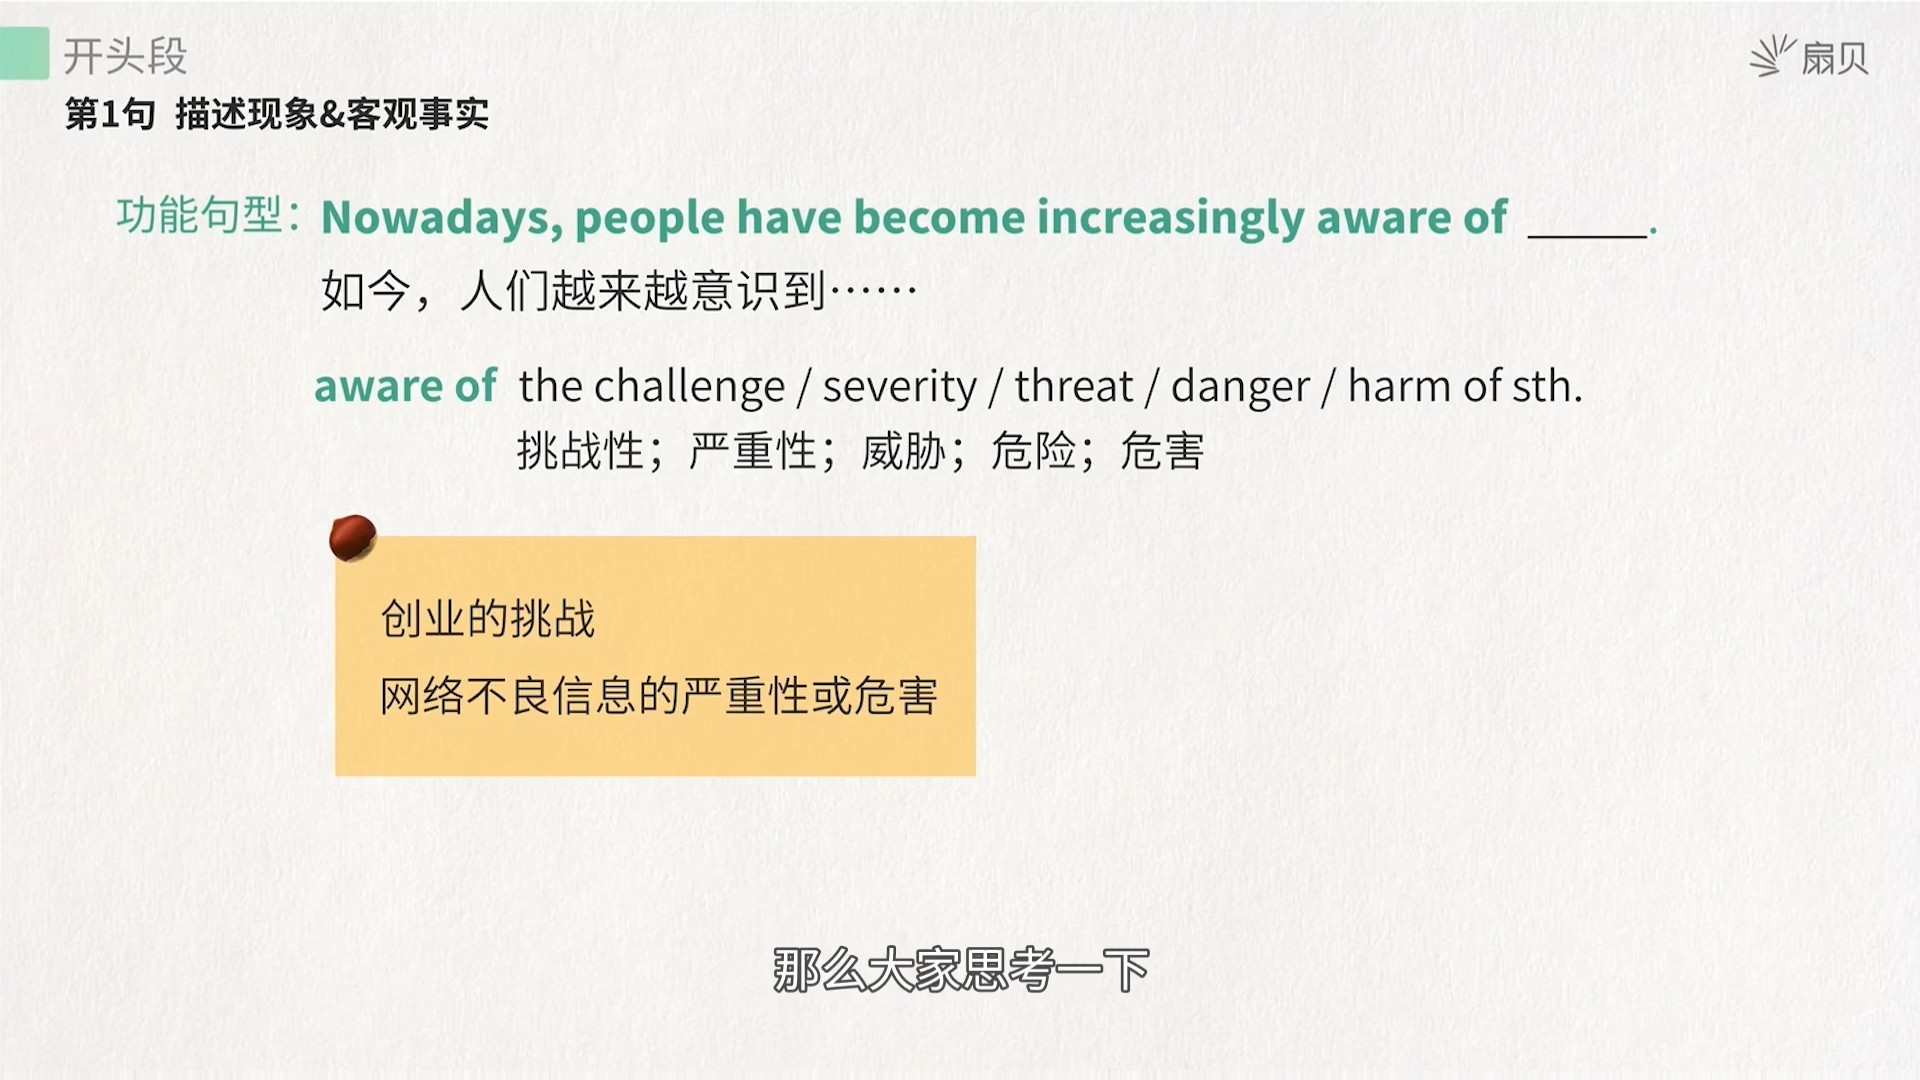 开头段
扇贝
第1句 描述现象&客观事实
功能句型：Nowadays, people have become increasingly aware of _____.
如今，人们越来越意识到……
aware of the challenge / severity / threat / danger / harm of sth.
挑战性；严重性；威胁；危险；危害
创业的挑战
网络不良信息的严重性或危害
那么大家思考一下